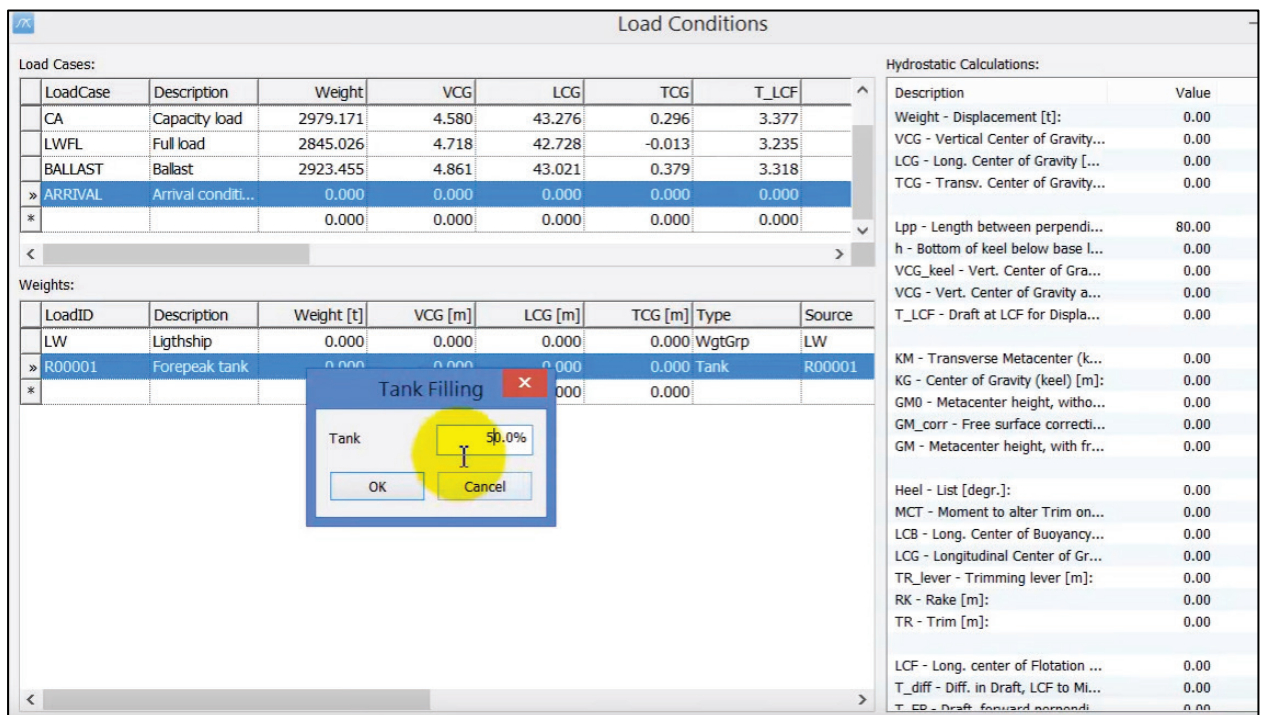 Load Conditions
Load Cases:
LoadCase Description Weight VCG LCG TCG T_LCF
CA Capacity load 2979.171 4.580 43.276 0.296 3.377
LWFL Full load 2845.026 4.718 42.728 -0.013 3.235
BALLAST Ballast 2923.455 4.861 43.021 0.379 3.318
» ARRIVAL Arrival conditi... 0.000 0.000 0.000 0.000 0.000
* 0.000 0.000 0.000 0.000 0.000
Weights:
LoadID Description Weight [t] VCG [m] LCG [m] TCG [m] Type Source
LW Ligthship 0.000 0.000 0.000 0.000 WgtGrp LW
» R00001 Forepeak tank 0.000 0.000 0.000 0.000 Tank R00001
* 000 0.000
Tank Filling
Tank 50.0%
OK Cancel
Hydrostatic Calculations:
Description Value
Weight - Displacement [t]: 0.00
VCG - Vertical Center of Gravity... 0.00
LCG - Long. Center of Gravity [... 0.00
TCG - Transv. Center of Gravity... 0.00
Lpp - Length between perpendi... 80.00
h - Bottom of keel below base l... 0.00
VCG_keel - Vert. Center of Gra... 0.00
VCG - Vert. Center of Gravity a... 0.00
T_LCF - Draft at LCF for Displa... 0.00
KM - Transverse Metacenter (k... 0.00
KG - Center of Gravity (keel) [m]: 0.00
GM0 - Metacenter height, witho... 0.00
GM_corr - Free surface correcti... 0.00
GM - Metacenter height, with fr... 0.00
Heel - List [degr.]: 0.00
MCT - Moment to alter Trim on... 0.00
LCB - Long. Center of Buoyancy... 0.00
LCG - Longitudinal Center of Gr... 0.00
TR_lever - Trimming lever [m]: 0.00
RK - Rake [m]: 0.00
TR - Trim [m]: 0.00
LCF - Long. center of Flotation ... 0.00
T_diff - Diff. in Draft, LCF to Mi... 0.00
T_FP - Draft, forward perpendi... 0.00